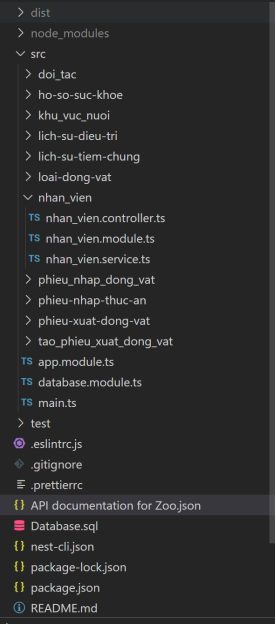 dist
node_modules
src
doi_tac
ho-so-suc-khoe
khu_vuc_nuoi
lich-su-dieu-tri
lich-su-tiem-chung
loai-dong-vat
nhan_vien
TS nhan_vien.controller.ts
TS nhan_vien.module.ts
TS nhan_vien.service.ts
phieu_nhap_dong_vat
phieu-nhap-thuc-an
phieu-xuat-dong-vat
tao_phieu_xuat_dong_vat
TS app.module.ts
TS database.module.ts
TS main.ts
test
.eslintrc.js
.gitignore
.prettierrc
{} API documentation for Zoo.json
Database.sql
{} nest-cli.json
{} package-lock.json
{} package.json
README.md